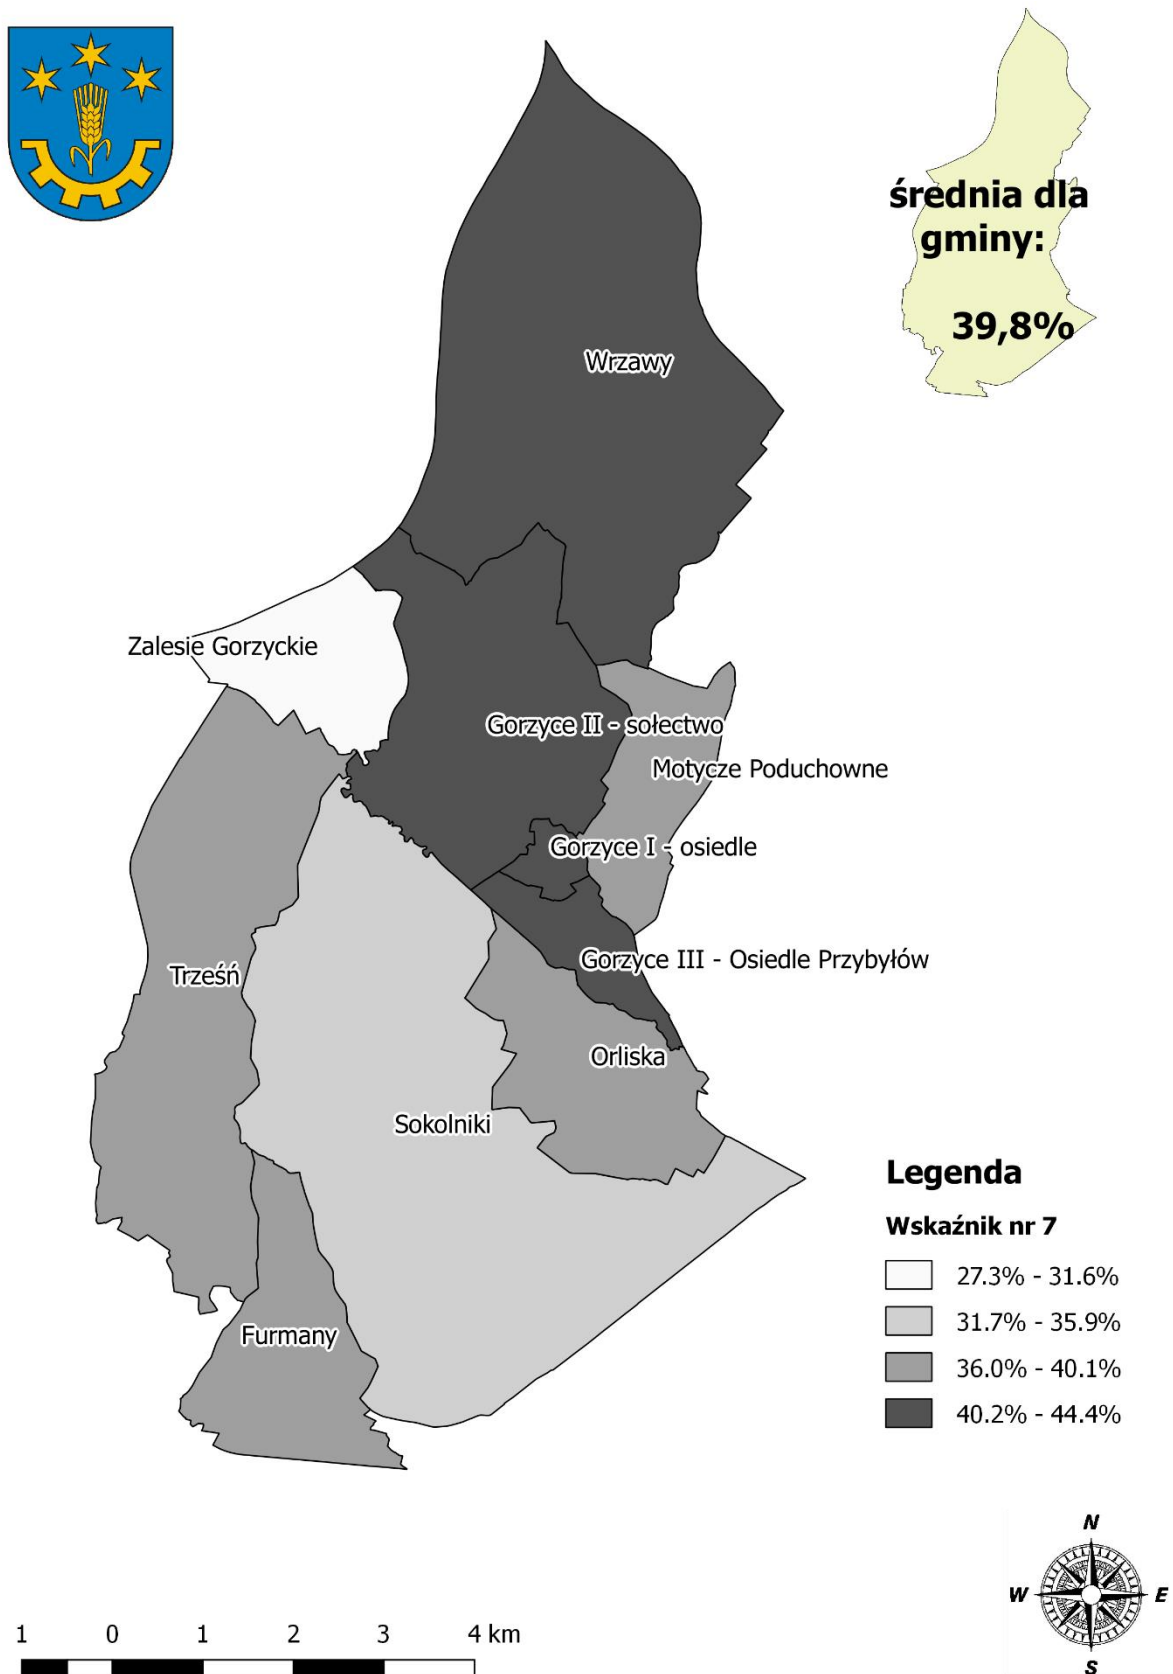 średnia dla
gminy:
39,8%
Wrzawy
Zalesie Gorzyckie
Gorzyce II - sołectwo
Motycze Poduchowne
Gorzyce I - osiedle
Gorzyce III - Osiedle Przybyłów
Trześń
Orliska
Sokolniki
Furmany
Legenda
Wskaźnik nr 7
27.3% - 31.6%
31.7% - 35.9%
36.0% - 40.1%
40.2% - 44.4%
N
W E
S
1 0 1 2 3 4 km